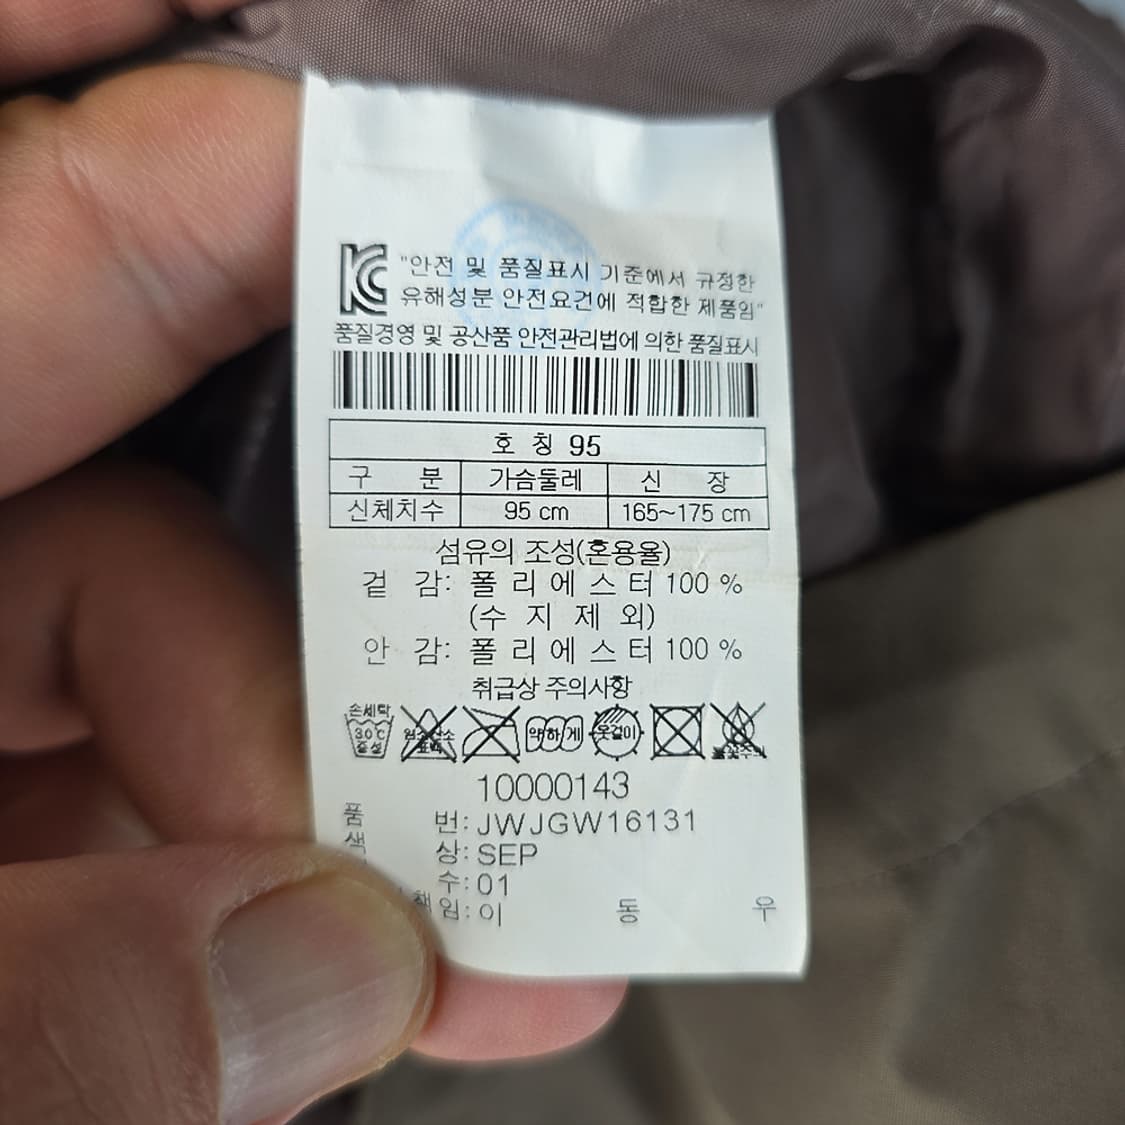 "안전 및 품질표시 기준에서 규정한
유해성분 안전요건에 적합한 제품임"
품질경영 및 공산품 안전관리법에 의한 품질표시
호 칭 95
구 분 가슴둘레 신 장
신체치수 95 cm 165~175 cm
섬유의 조성(혼용율)
겉 감: 폴 리 에 스 터 100 %
(수 지 제 외)
안 감: 폴 리 에 스 터 100 %
취급상 주의사항
손세탁
30℃
중성
약하게
옷걸이
10000143
품 번: JWJGW16131
색 상: SEP
수: 01
책임: 이 동 우